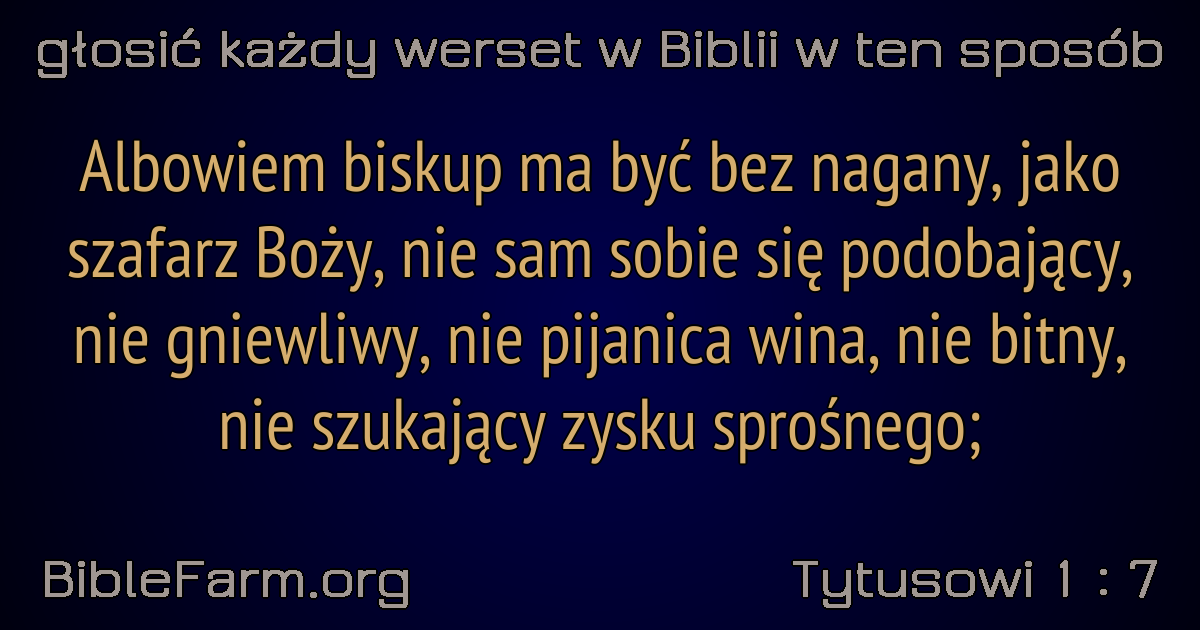 głosić każdy werset w Biblii w ten sposób
Albowiem biskup ma być bez nagany, jako
szafarz Boży, nie sam sobie się podobający,
nie gniewliwy, nie pijanica wina, nie bitny,
nie szukający zysku sprośnego;
BibleFarm.org
Tytusowi 1 : 7